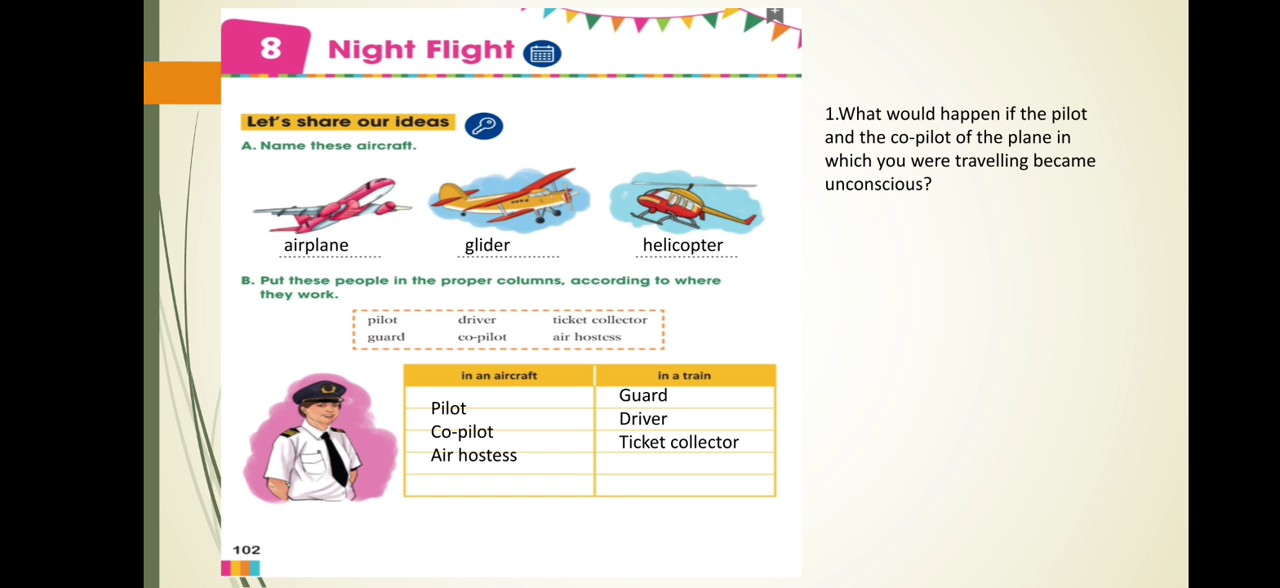 8 Night Flight
Let's share our ideas
A. Name these aircraft.
airplane glider helicopter
B. Put these people in the proper columns, according to where
they work.
pilot driver ticket collector
guard co-pilot air hostess
in an aircraft in a train
Pilot
Co-pilot
Air hostess
Guard
Driver
Ticket collector
102
1.What would happen if the pilot
and the co-pilot of the plane in
which you were travelling became
unconscious?